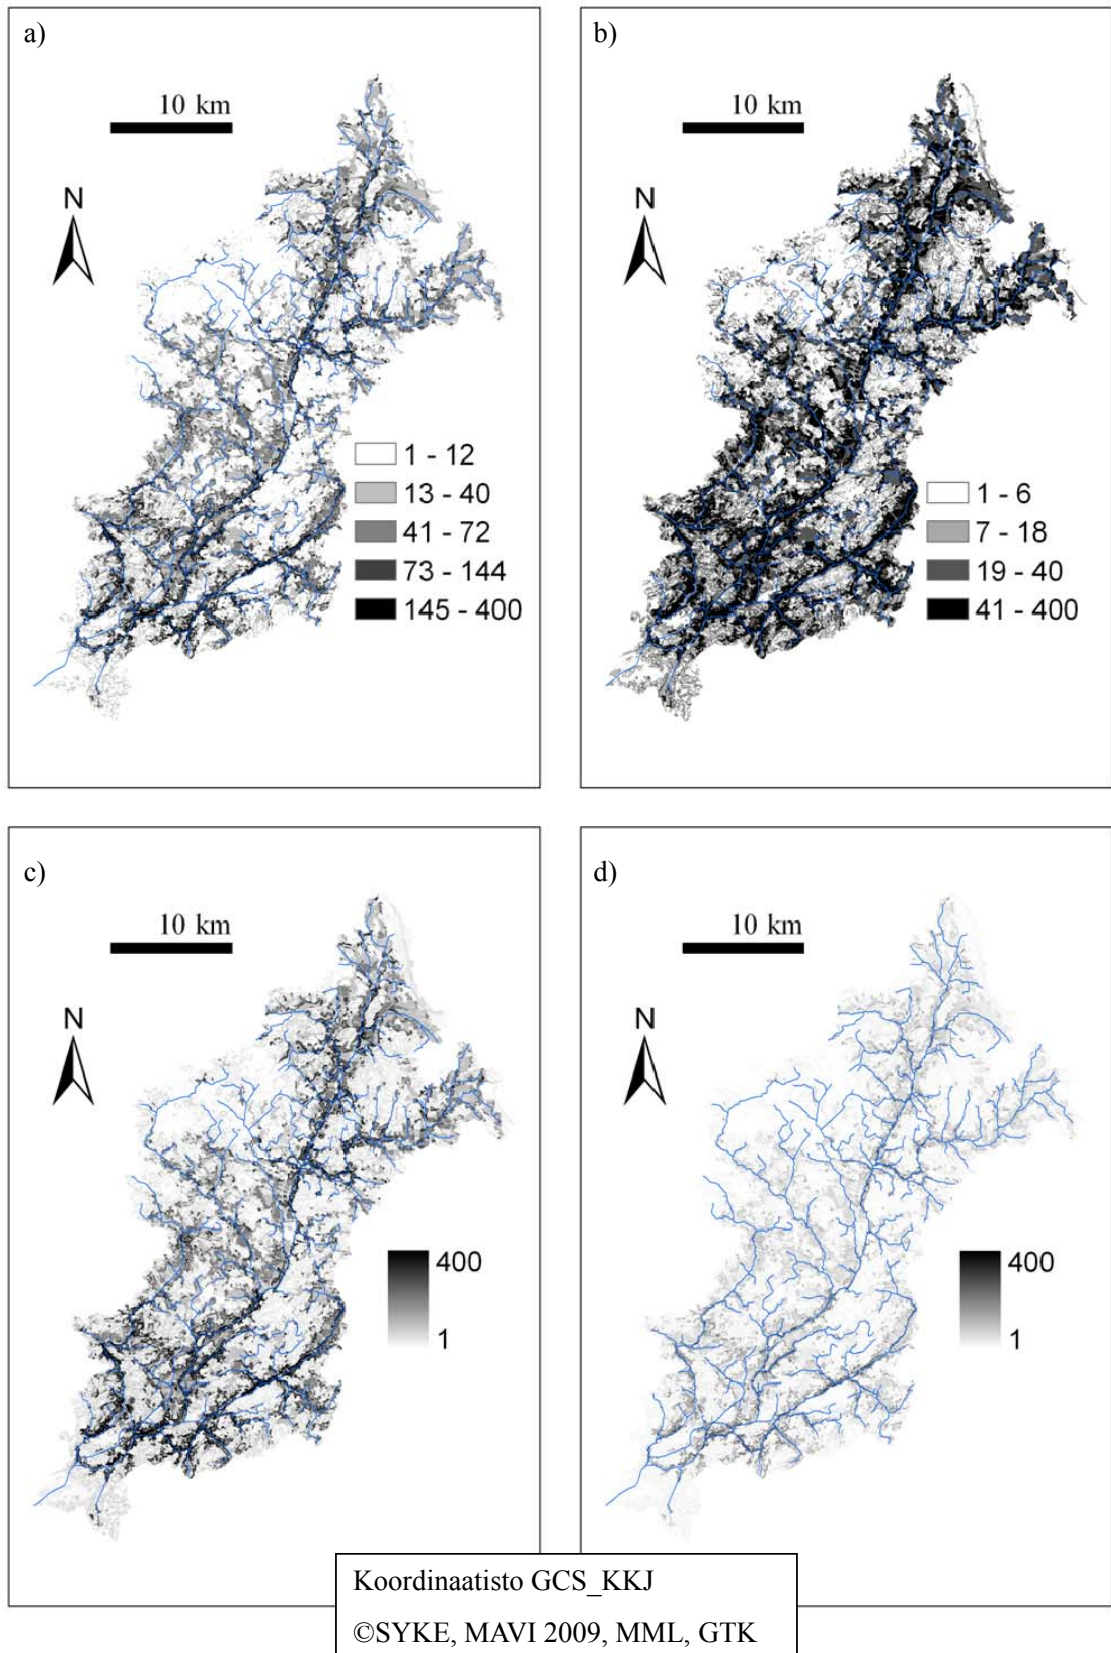 a)
10 km
N
1 - 12
13 - 40
41 - 72
73 - 144
145 - 400
b)
10 km
N
1 - 6
7 - 18
19 - 40
41 - 400
c)
10 km
N
400
1
d)
10 km
N
400
1
Koordinaatisto GCS_KKJ
©SYKE, MAVI 2009, MML, GTK